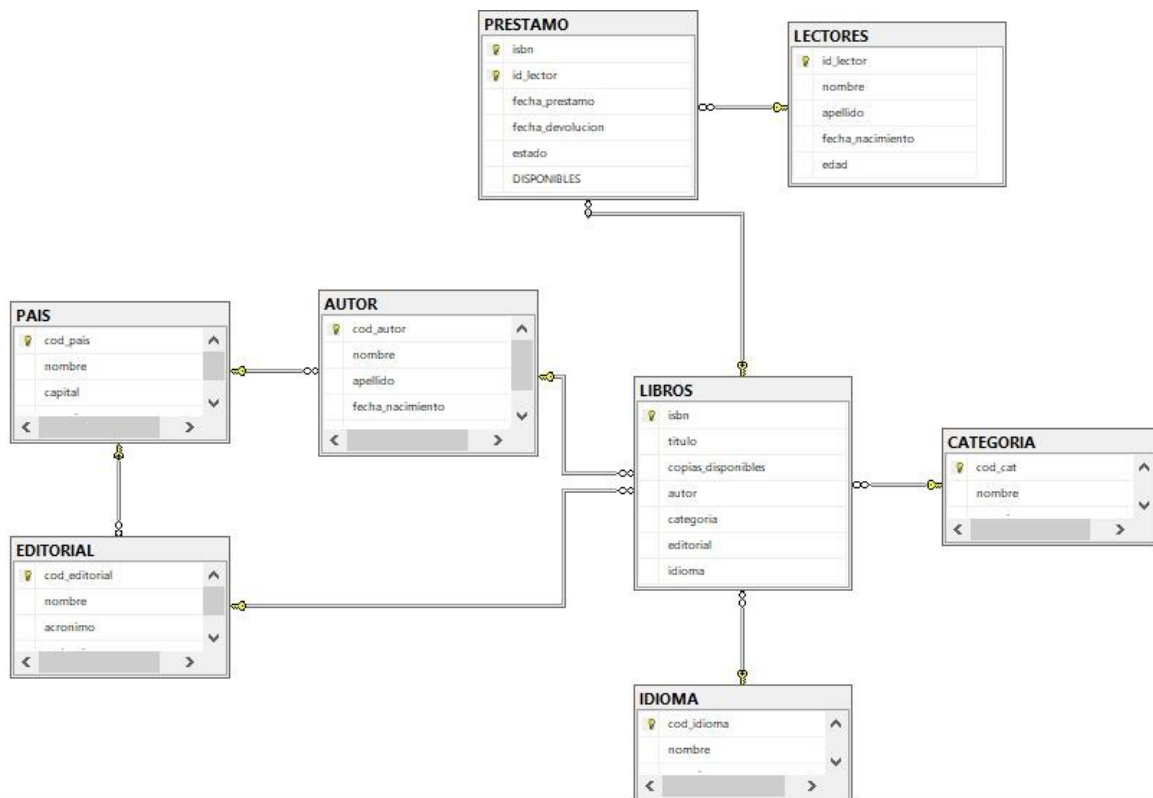 PRESTAMO
isbn
id_lector
fecha_prestamo
fecha_devolucion
estado
DISPONIBLES
LECTORES
id_lector
nombre
apellido
fecha_nacimiento
edad
PAIS
cod_pais
nombre
capital
AUTOR
cod_autor
nombre
apellido
fecha_nacimiento
LIBROS
isbn
titulo
copias_disponibles
autor
categoria
editorial
idioma
CATEGORIA
cod_cat
nombre
EDITORIAL
cod_editorial
nombre
acronimo
IDIOMA
cod_idioma
nombre